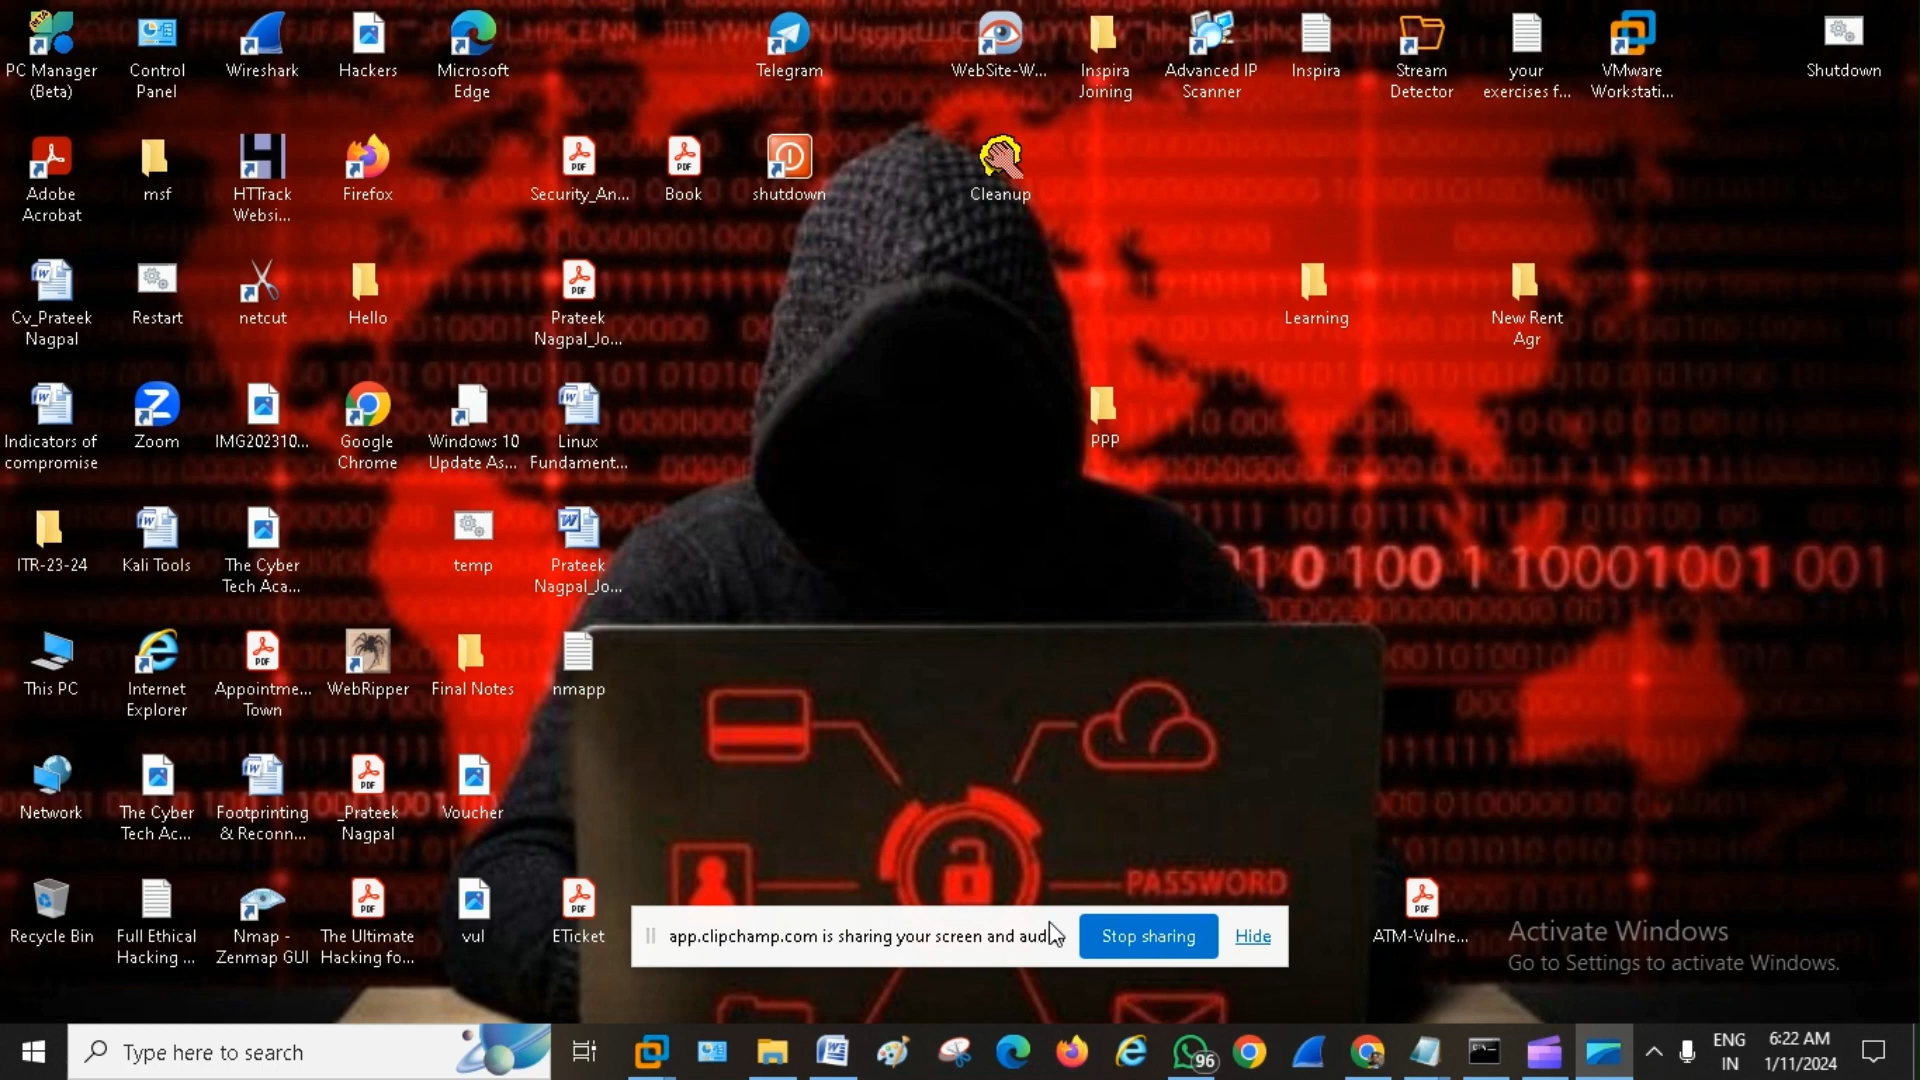 PC Manager
(Beta)
Control
Panel
Wireshark
Hackers
Microsoft
Edge
Telegram
WebSite-W...
Inspira
Joining
Advanced IP
Scanner
Inspira
Stream
Detector
your
exercises f...
VMware
Workstati...
Shutdown
Adobe
Acrobat
msf
HTTrack
Websi...
Firefox
Security_An...
Book
shutdown
Cleanup
Cv_Prateek
Nagpal
Restart
netcut
Hello
Prateek
Nagpal_Jo...
Learning
New Rent
Agr
Indicators of
compromise
Zoom
IMG202310...
Google
Chrome
Windows 10
Update As...
Linux
Fundament...
PPP
ITR-23-24
Kali Tools
The Cyber
Tech Aca...
temp
Prateek
Nagpal_Jo...
1 0 100 1 10001001 001
This PC
Internet
Explorer
Appointme...
Town
WebRipper
Final Notes
nmapp
Network
The Cyber
Tech Ac...
Footprinting
& Reconn...
_Prateek
Nagpal
Voucher
PASSWORD
Recycle Bin
Full Ethical
Hacking ...
Nmap -
Zenmap GUI
The Ultimate
Hacking fo...
vul
ETicket
app.clipchamp.com is sharing your screen and aud
Stop sharing
Hide
ATM-Vulne...
Activate Windows
Go to Settings to activate Windows.
Type here to search
96
ENG
IN
6:22 AM
1/11/2024